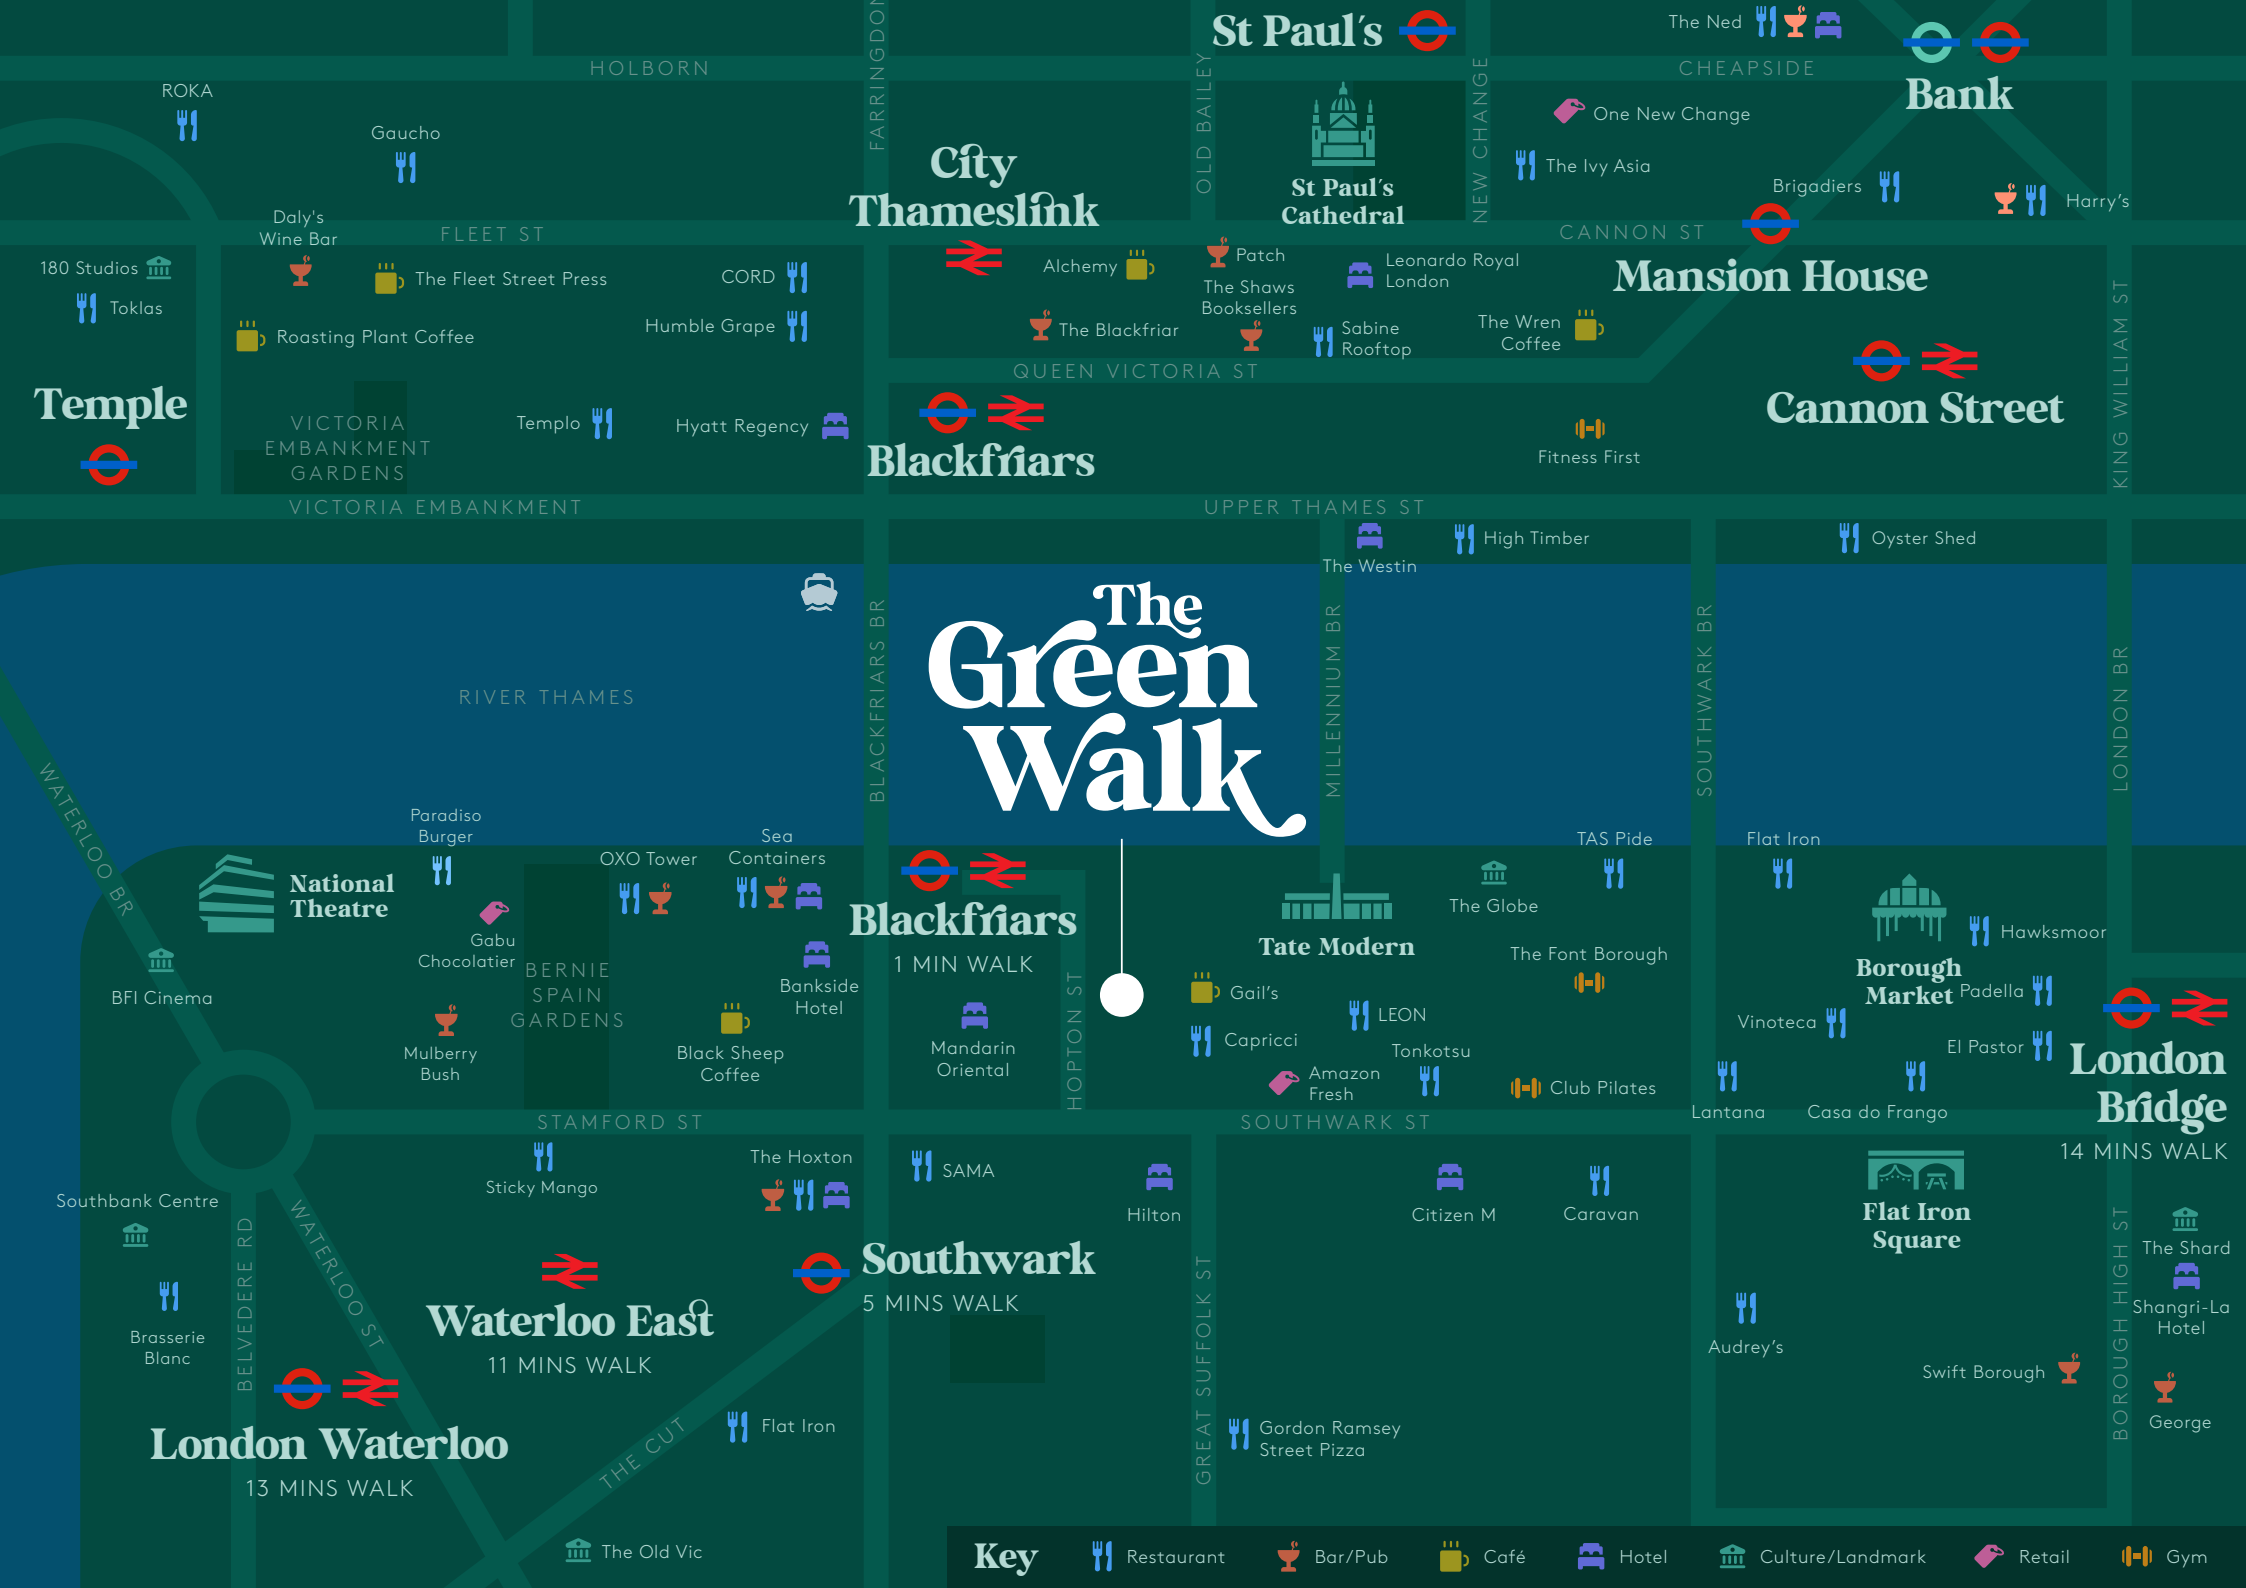 St Paul's
The Ned
FARRINGDON
HOLBORN
OLD BAILEY
NEW CHANGE
CHEAPSIDE
Bank
ROKA
One New Change
Gaucho
City
Thameslink
The Ivy Asia
St Paul's
Cathedral
Brigadiers
Harry's
Daly's
Wine Bar
FLEET ST
CANNON ST
180 Studios
The Fleet Street Press
CORD
Alchemy
Patch
Leonardo Royal
London
Mansion House
The Shaws
Booksellers
Toklas
Roasting Plant Coffee
Humble Grape
The Blackfriar
Sabine
Rooftop
The Wren
Coffee
KING WILLIAM ST
QUEEN VICTORIA ST
Temple
Cannon Street
VICTORIA
EMBANKMENT
GARDENS
Templo
Hyatt Regency
Blackfriars
Fitness First
VICTORIA EMBANKMENT
UPPER THAMES ST
The Westin
High Timber
Oyster Shed
The
Green
Walk
RIVER THAMES
BLACKFRIARS BR
MILLENNIUM BR
SOUTHWARK BR
LONDON BR
WATERLOO BR
Paradiso
Burger
OXO Tower
Sea
Containers
TAS Pide
Flat Iron
National
Theatre
Blackfriars
1 MIN WALK
The Globe
Tate Modern
Gabu
Chocolatier
Hawksmoor
The Font Borough
Borough
Market
Padella
BFI Cinema
BERNIE
SPAIN
GARDENS
Bankside
Hotel
HOPTON ST
Gail's
LEON
Vinoteca
Mulberry
Bush
Black Sheep
Coffee
Mandarin
Oriental
Capricci
Tonkotsu
El Pastor
London
Bridge
14 MINS WALK
Amazon
Fresh
Club Pilates
Lantana
Casa do Frango
STAMFORD ST
SOUTHWARK ST
Sticky Mango
The Hoxton
SAMA
Hilton
Citizen M
Caravan
Flat Iron
Square
Southbank Centre
BELVEDERE RD
WATERLOO ST
Southwark
5 MINS WALK
GREAT SUFFOLK ST
BOROUGH HIGH ST
The Shard
Shangri-La
Hotel
Waterloo East
11 MINS WALK
Brasserie
Blanc
Audrey's
Swift Borough
George
London Waterloo
13 MINS WALK
THE CUT
Flat Iron
Gordon Ramsey
Street Pizza
The Old Vic
Key
Restaurant
Bar/Pub
Café
Hotel
Culture/Landmark
Retail
Gym